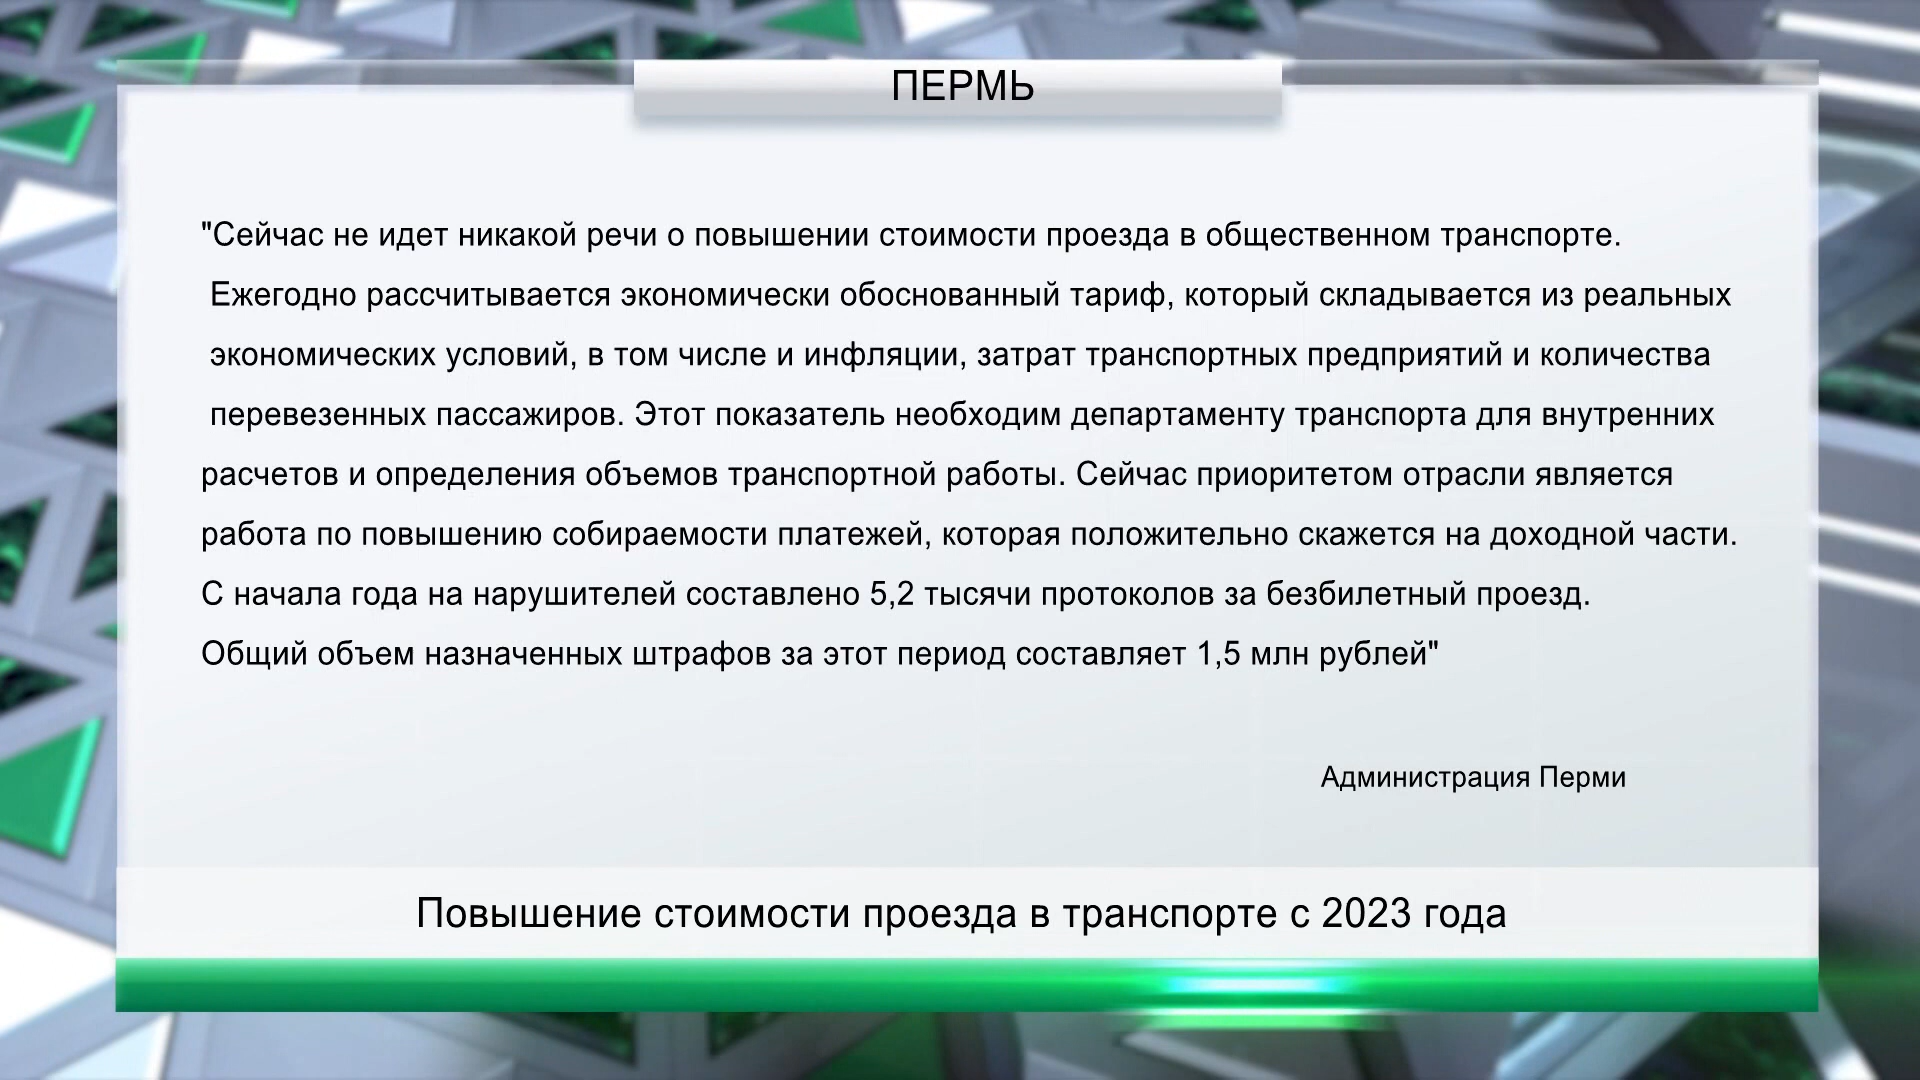 ПЕРМЬ
"Сейчас не идет никакой речи о повышении стоимости проезда в общественном транспорте.
Ежегодно рассчитывается экономически обоснованный тариф, который складывается из реальных
экономических условий, в том числе и инфляции, затрат транспортных предприятий и количества
перевезенных пассажиров. Этот показатель необходим департаменту транспорта для внутренних
расчетов и определения объемов транспортной работы. Сейчас приоритетом отрасли является
работа по повышению собираемости платежей, которая положительно скажется на доходной части.
С начала года на нарушителей составлено 5,2 тысячи протоколов за безбилетный проезд.
Общий объем назначенных штрафов за этот период составляет 1,5 млн рублей"
Администрация Перми
Повышение стоимости проезда в транспорте с 2023 года